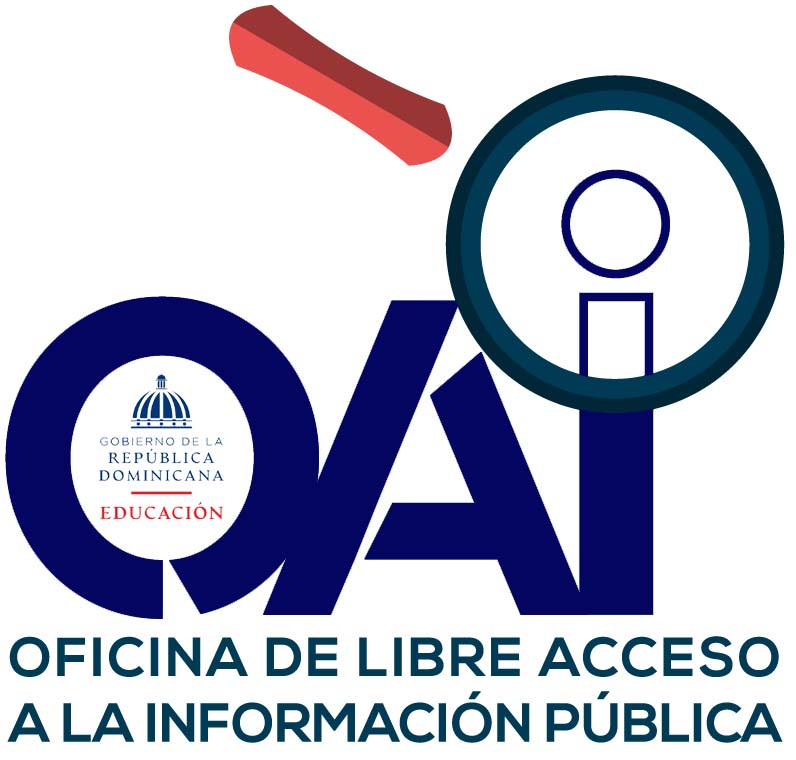 OAi
GOBIERNO DE LA
REPÚBLICA
DOMINICANA
EDUCACIÓN
OFICINA DE LIBRE ACCESO
A LA INFORMACIÓN PÚBLICA